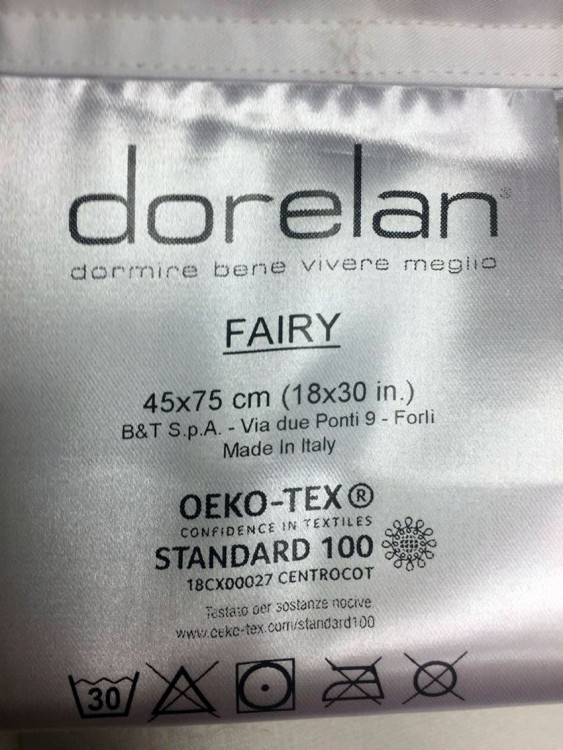 dorelan®
dormire bene vivere meglio
FAIRY
45x75 cm (18x30 in.)
B&T S.p.A. - Via due Ponti 9 - Forli
Made In Italy
OEKO-TEX®
CONFIDENCE IN TEXTILES
STANDARD 100
18CX00027 CENTROCOT
Testato per sostanze nocive
www.oeko-tex.com/standard100
30